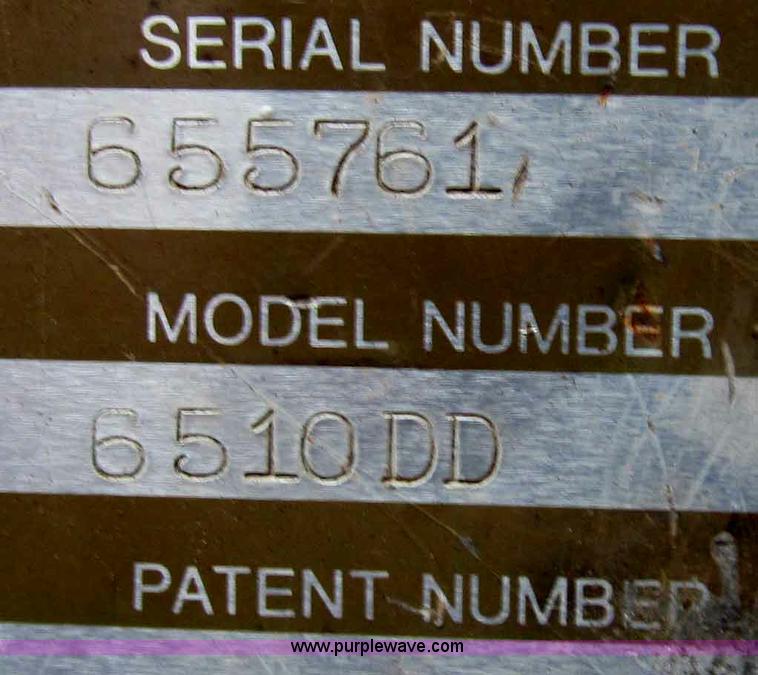 SERIAL NUMBER
655761
MODEL NUMBER
6510DD
PATENT NUMBER
www.purplewave.com